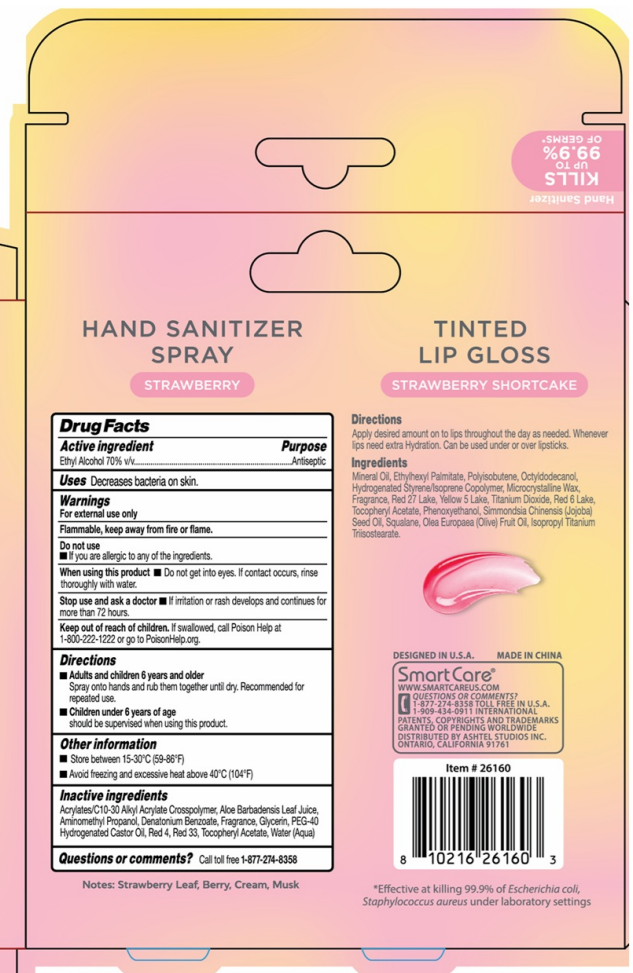 Hand Sanitizer
KILLS
UP TO
99.9%
OF GERMS*
HAND SANITIZER
SPRAY
STRAWBERRY
Drug Facts
Active ingredient Purpose
Ethyl Alcohol 70% v/v..........Antiseptic
Uses Decreases bacteria on skin.
Warnings
For external use only
Flammable, keep away from fire or flame.
Do not use
■ If you are allergic to any of the ingredients.
When using this product ■ Do not get into eyes. If contact occurs, rinse
thoroughly with water.
Stop use and ask a doctor ■ If irritation or rash develops and continues for
more than 72 hours.
Keep out of reach of children. If swallowed, call Poison Help at
1-800-222-1222 or go to PoisonHelp.org.
Directions
■ Adults and children 6 years and older
Spray onto hands and rub them together until dry. Recommended for
repeated use.
■ Children under 6 years of age
should be supervised when using this product.
Other information
■ Store between 15-30°C (59-86°F)
■ Avoid freezing and excessive heat above 40°C (104°F)
Inactive ingredients
Acrylates/C10-30 Alkyl Acrylate Crosspolymer, Aloe Barbadensis Leaf Juice,
Aminomethyl Propanol, Denatonium Benzoate, Fragrance, Glycerin, PEG-40
Hydrogenated Castor Oil, Red 4, Red 33, Tocopheryl Acetate, Water (Aqua)
Questions or comments? Call toll free 1-877-274-8358
Notes: Strawberry Leaf, Berry, Cream, Musk
TINTED
LIP GLOSS
STRAWBERRY SHORTCAKE
Directions
Apply desired amount on to lips throughout the day as needed. Whenever
lips need extra Hydration. Can be used under or over lipsticks.
Ingredients
Mineral Oil, Ethylhexyl Palmitate, Polyisobutene, Octyldodecanol,
Hydrogenated Styrene/Isoprene Copolymer, Microcrystalline Wax,
Fragrance, Red 27 Lake, Yellow 5 Lake, Titanium Dioxide, Red 6 Lake,
Tocopheryl Acetate, Phenoxyethanol, Simmondsia Chinensis (Jojoba)
Seed Oil, Squalane, Olea Europaea (Olive) Fruit Oil, Isopropyl Titanium
Triisostearate.
DESIGNED IN U.S.A. MADE IN CHINA
Smart Care®
WWW.SMARTCAREUS.COM
QUESTIONS OR COMMENTS?
1-877-274-8358 TOLL FREE IN U.S.A.
1-909-434-0911 INTERNATIONAL
PATENTS, COPYRIGHTS AND TRADEMARKS
GRANTED OR PENDING WORLDWIDE
DISTRIBUTED BY ASHTEL STUDIOS INC.
ONTARIO, CALIFORNIA 91761
Item # 26160
8 10216 26160 3
*Effective at killing 99.9% of Escherichia coli,
Staphylococcus aureus under laboratory settings